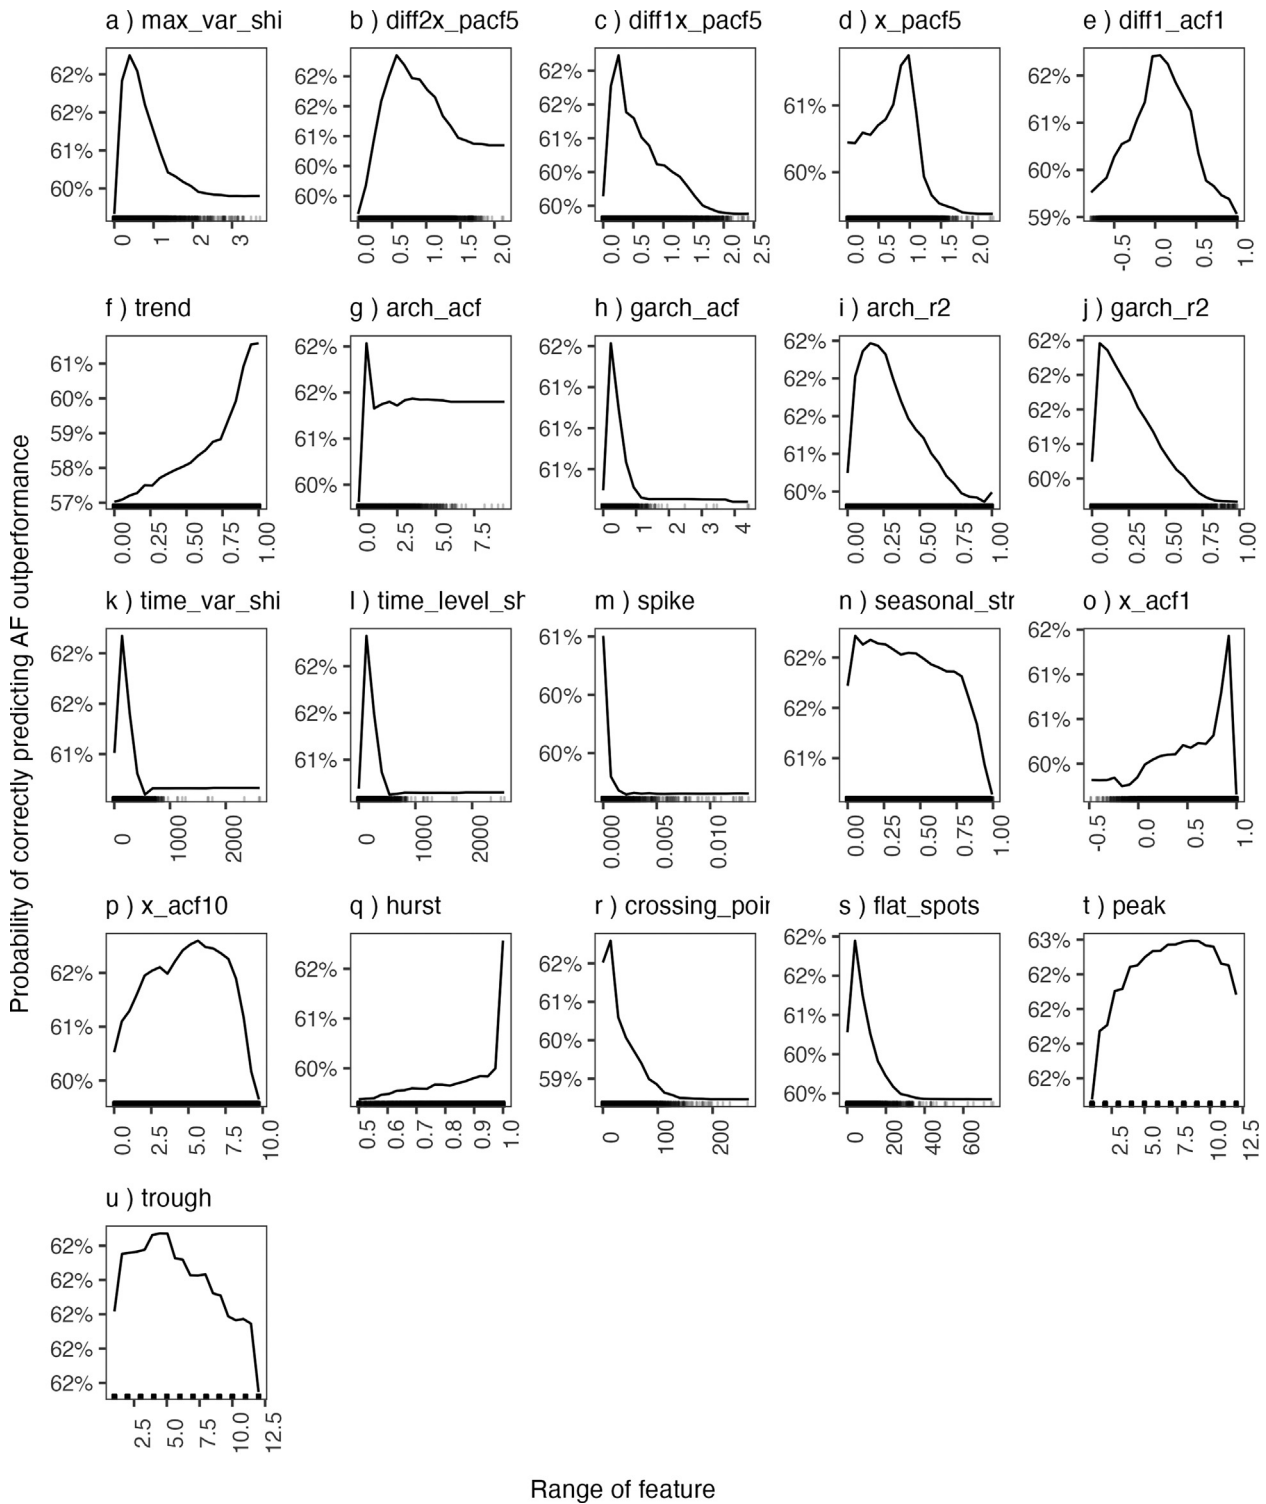 a ) max_var_shi b ) diff2x_pacf5 c ) diff1x_pacf5 d ) x_pacf5 e ) diff1_acf1
62% 62% 61% 60%
0 1 2 3
62% 62% 61% 60% 60%
0.0 0.5 1.0 1.5 2.0
62% 62% 61% 60% 60%
0.0 0.5 1.0 1.5 2.0 2.5
61% 60%
0.0 0.5 1.0 1.5 2.0
62% 61% 60% 59%
-0.5 0.0 0.5 1.0
f ) trend g ) arch_acf h ) garch_acf i ) arch_r2 j ) garch_r2
61% 60% 59% 58% 57%
0.00 0.25 0.50 0.75 1.00
62% 62% 61% 60%
0.0 2.5 5.0 7.5
62% 61% 61% 61%
0 1 2 3 4
62% 62% 62% 61% 60%
0.00 0.25 0.50 0.75 1.00
62% 62% 62% 61% 60%
0.00 0.25 0.50 0.75 1.00
k ) time_var_shi l ) time_level_sh m ) spike n ) seasonal_str o ) x_acf1
62% 62% 61%
0 1000 2000
62% 62% 61%
0 1000 2000
61% 60% 60%
0.000 0.005 0.010
62% 62% 61%
0.00 0.25 0.50 0.75 1.00
62% 61% 61% 60%
-0.5 0.0 0.5 1.0
p ) x_acf10 q ) hurst r ) crossing_poir s ) flat_spots t ) peak
62% 61% 60%
0.0 2.5 5.0 7.5 10.0
62% 61% 60%
0.5 0.6 0.7 0.8 0.9 1.0
62% 61% 60% 59%
0 100 200
62% 62% 61% 60% 60%
0 200 400 600
63% 62% 62% 62% 62%
2.5 5.0 7.5 10.0 12.5
u ) trough
62% 62% 62% 62% 62%
2.5 5.0 7.5 10.0 12.5
Probability of correctly predicting AF outperformance
Range of feature